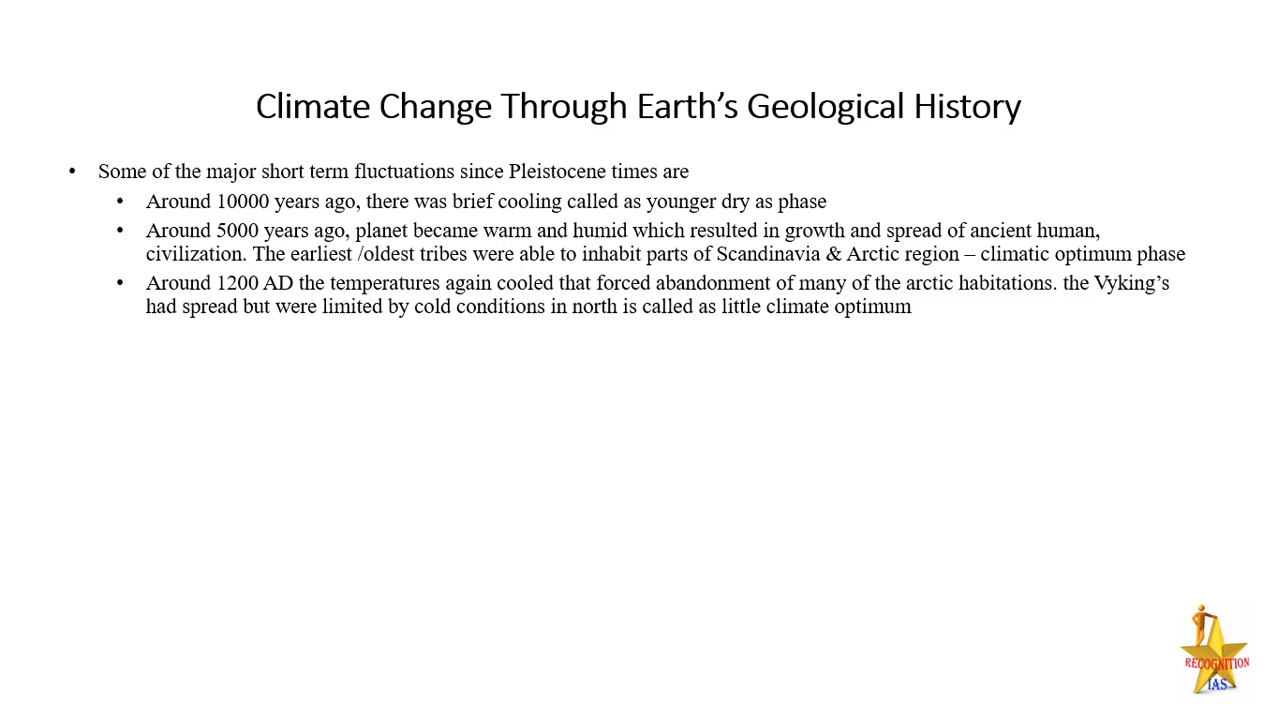 Climate Change Through Earth’s Geological History
• Some of the major short term fluctuations since Pleistocene times are
• Around 10000 years ago, there was brief cooling called as younger dry as phase
• Around 5000 years ago, planet became warm and humid which resulted in growth and spread of ancient human,
civilization. The earliest /oldest tribes were able to inhabit parts of Scandinavia & Arctic region – climatic optimum phase
• Around 1200 AD the temperatures again cooled that forced abandonment of many of the arctic habitations. the Vyking’s
had spread but were limited by cold conditions in north is called as little climate optimum
RECOGNITION
IAS